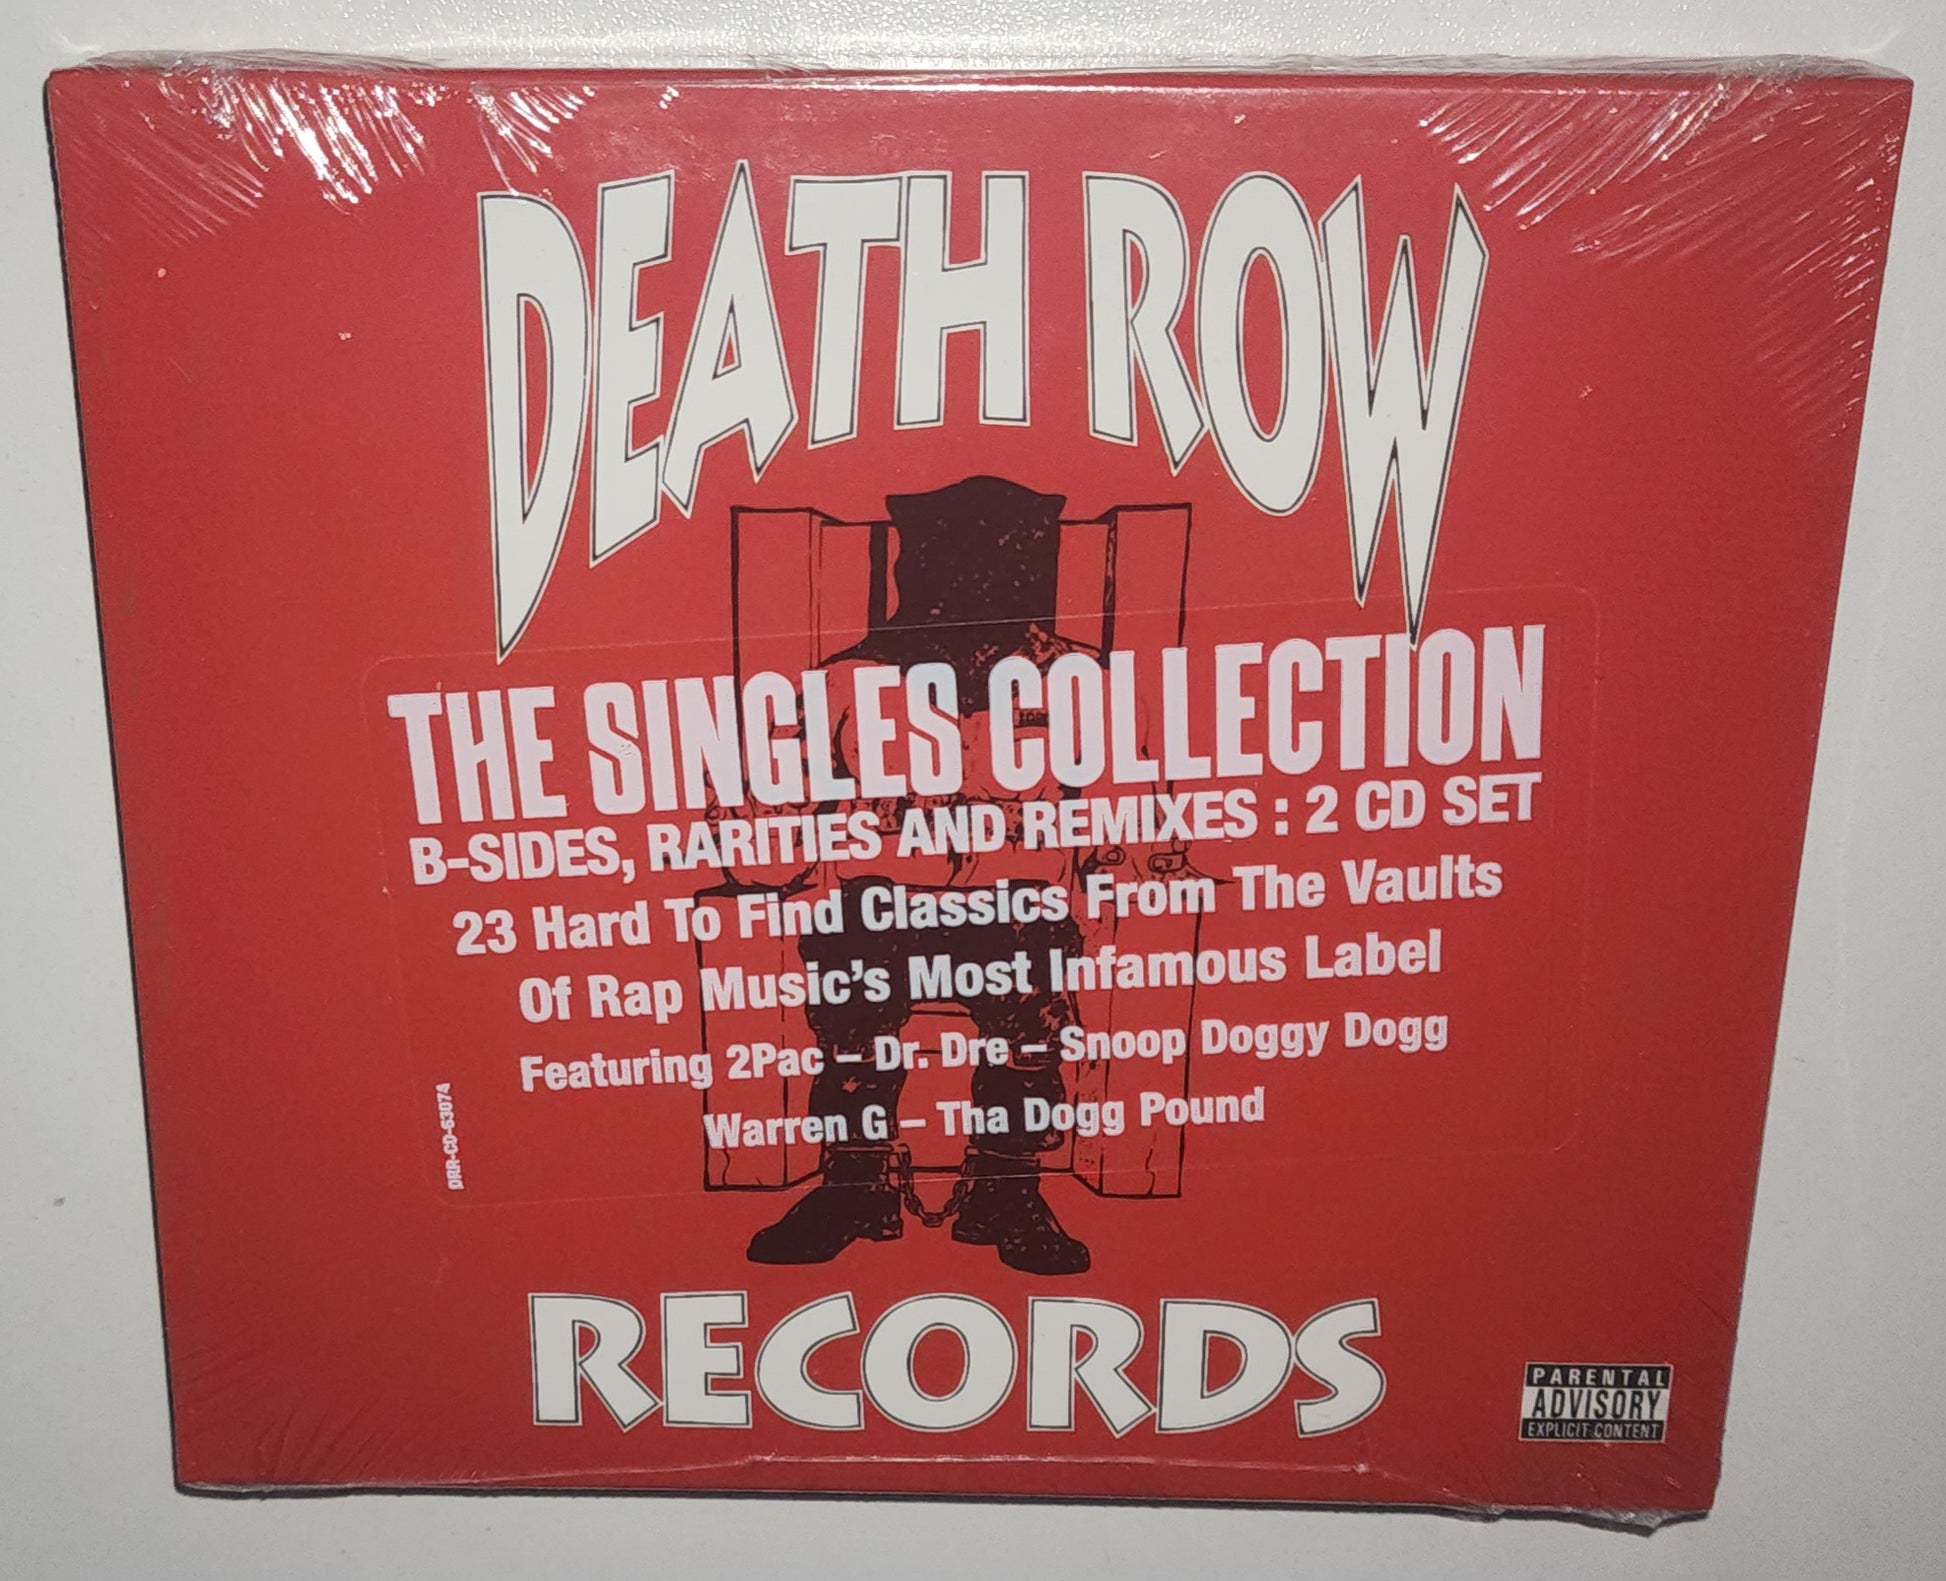 DEATH ROW
THE SINGLES COLLECTION
B-SIDES, RARITIES AND REMIXES : 2 CD SET
23 Hard To Find Classics From The Vaults
Of Rap Music's Most Infamous Label
Featuring 2Pac – Dr. Dre – Snoop Doggy Dogg
Warren G – Tha Dogg Pound
DRR-CD-63074
RECORDS
PARENTAL
ADVISORY
EXPLICIT CONTENT